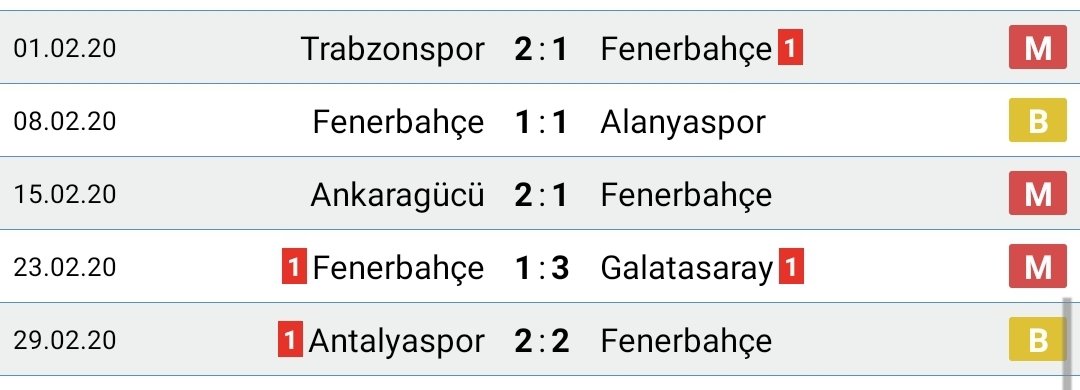 01.02.20 Trabzonspor 2:1 Fenerbahçe 1 M
08.02.20 Fenerbahçe 1:1 Alanyaspor B
15.02.20 Ankaragücü 2:1 Fenerbahçe M
23.02.20 1 Fenerbahçe 1:3 Galatasaray 1 M
29.02.20 1 Antalyaspor 2:2 Fenerbahçe B